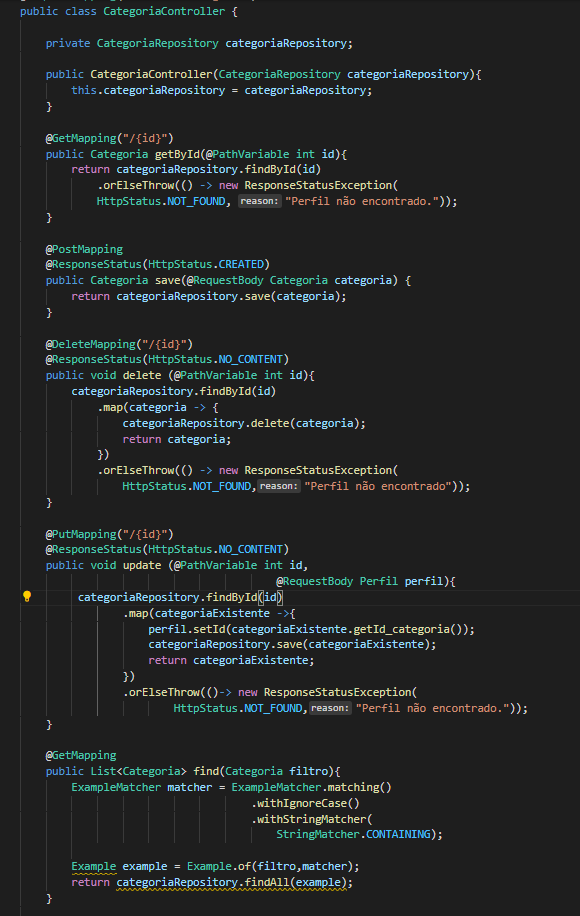 public class CategoriaController {
private CategoriaRepository categoriaRepository;
public CategoriaController(CategoriaRepository categoriaRepository){
this.categoriaRepository = categoriaRepository;
}
@GetMapping("/{id}")
public Categoria getById(@PathVariable int id){
return categoriaRepository.findById(id)
.orElseThrow(() -> new ResponseStatusException(
HttpStatus.NOT_FOUND, reason: "Perfil não encontrado."));
}
@PostMapping
@ResponseStatus(HttpStatus.CREATED)
public Categoria save(@RequestBody Categoria categoria) {
return categoriaRepository.save(categoria);
}
@DeleteMapping("/{id}")
@ResponseStatus(HttpStatus.NO_CONTENT)
public void delete (@PathVariable int id){
categoriaRepository.findById(id)
.map(categoria -> {
categoriaRepository.delete(categoria);
return categoria;
})
.orElseThrow(() -> new ResponseStatusException(
HttpStatus.NOT_FOUND,reason: "Perfil não encontrado"));
}
@PutMapping("/{id}")
@ResponseStatus(HttpStatus.NO_CONTENT)
public void update (@PathVariable int id,
@RequestBody Perfil perfil){
categoriaRepository.findById(id)
.map(categoriaExistente ->{
perfil.setId(categoriaExistente.getId_categoria());
categoriaRepository.save(categoriaExistente);
return categoriaExistente;
})
.orElseThrow(()-> new ResponseStatusException(
HttpStatus.NOT_FOUND,reason: "Perfil não encontrado."));
}
@GetMapping
public List<Categoria> find(Categoria filtro){
ExampleMatcher matcher = ExampleMatcher.matching()
.withIgnoreCase()
.withStringMatcher(
StringMatcher.CONTAINING);
Example example = Example.of(filtro,matcher);
return categoriaRepository.findAll(example);
}